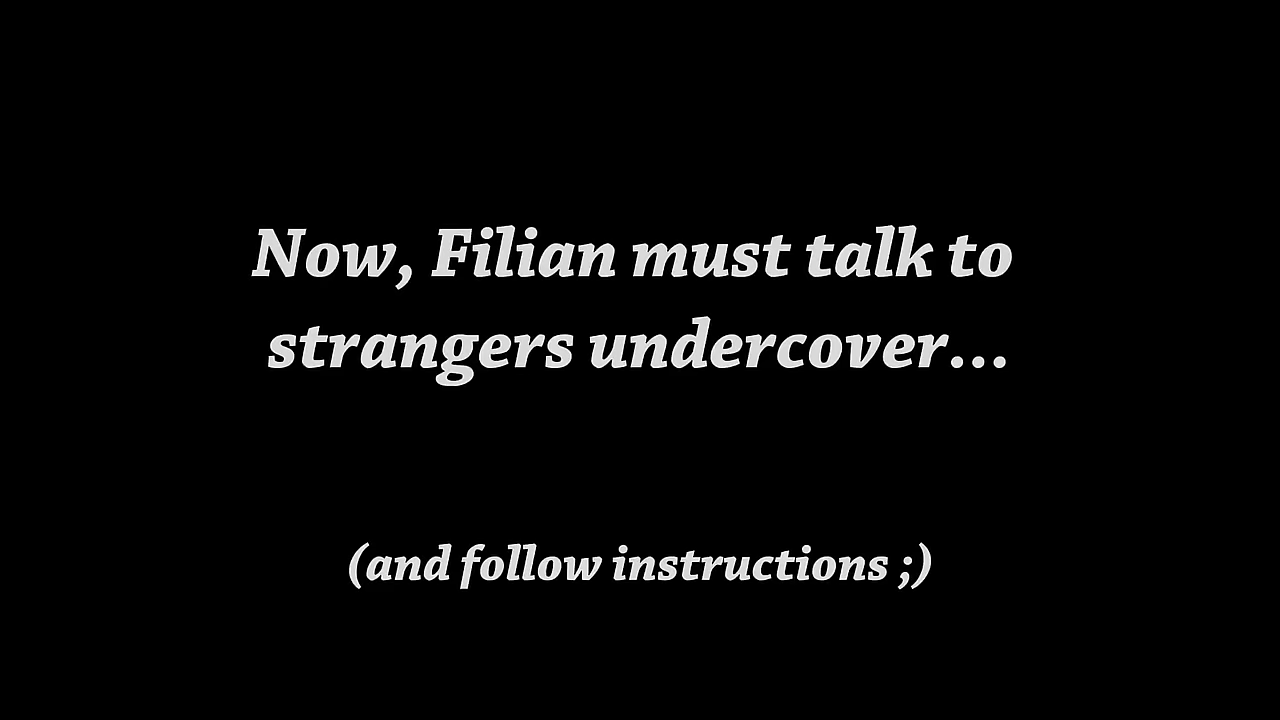 Now, Filian must talk to
strangers undercover...
(and follow instructions ;)